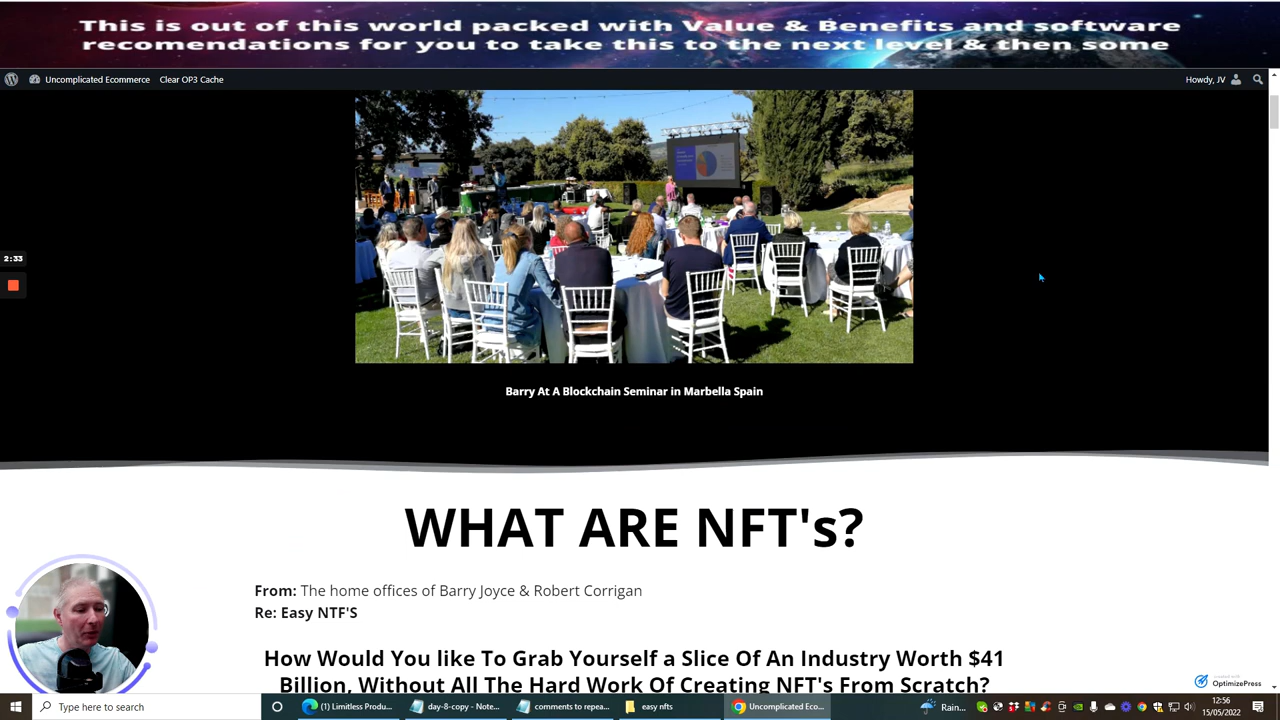 This is out of this world packed with Value & Benefits and software
recomendations for you to take this to the next level & then some
Uncomplicated Ecommerce
Clear OP3 Cache
Howdy, JV
2:33
Barry At A Blockchain Seminar in Marbella Spain
WHAT ARE NFT's?
From: The home offices of Barry Joyce & Robert Corrigan
Re: Easy NTF'S
How Would You like To Grab Yourself a Slice Of An Industry Worth $41
Billion, Without All The Hard Work Of Creating NFT's From Scratch?
OptimizePress
Type here to search
(1) Limitless Produ...
day-8-copy - Note...
comments to repea...
easy nfts
Uncomplicated Eco...
Rain...
12:56
15/05/2022